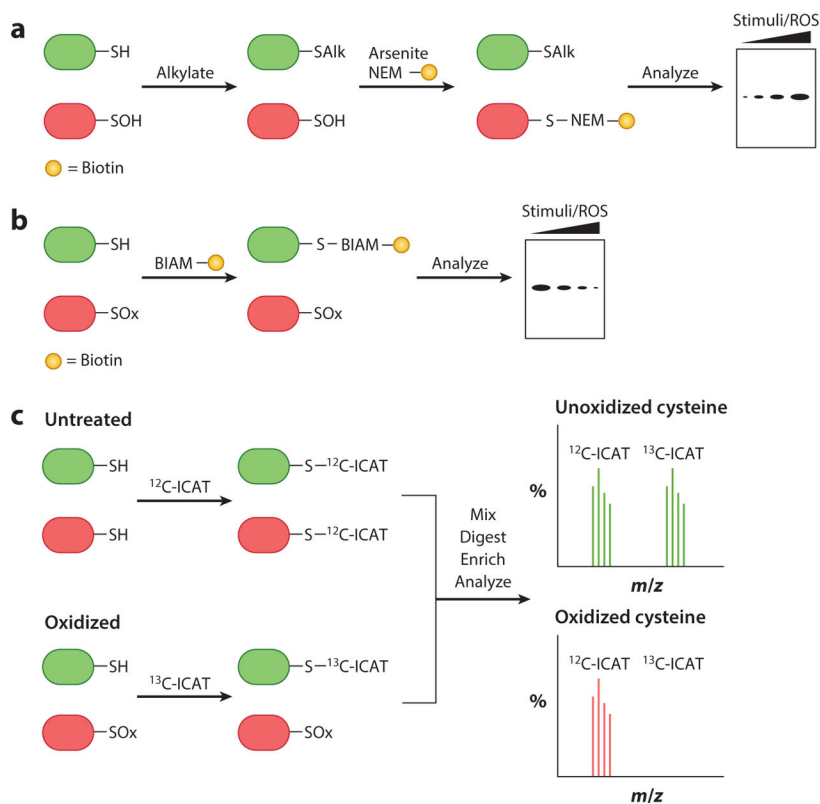 a
SH
SOH
Alkylate
SAlk
SOH
Arsenite
NEM
SAlk
S – NEM
Analyze
Stimuli/ROS
= Biotin
b
SH
SOx
BIAM
S – BIAM
SOx
Analyze
Stimuli/ROS
= Biotin
c
Untreated
SH
SH
¹²C-ICAT
S – ¹²C-ICAT
S – ¹²C-ICAT
Oxidized
SH
SOx
¹³C-ICAT
S – ¹³C-ICAT
SOx
Mix
Digest
Enrich
Analyze
Unoxidized cysteine
¹²C-ICAT ¹³C-ICAT
%
m/z
Oxidized cysteine
¹²C-ICAT ¹³C-ICAT
%
m/z